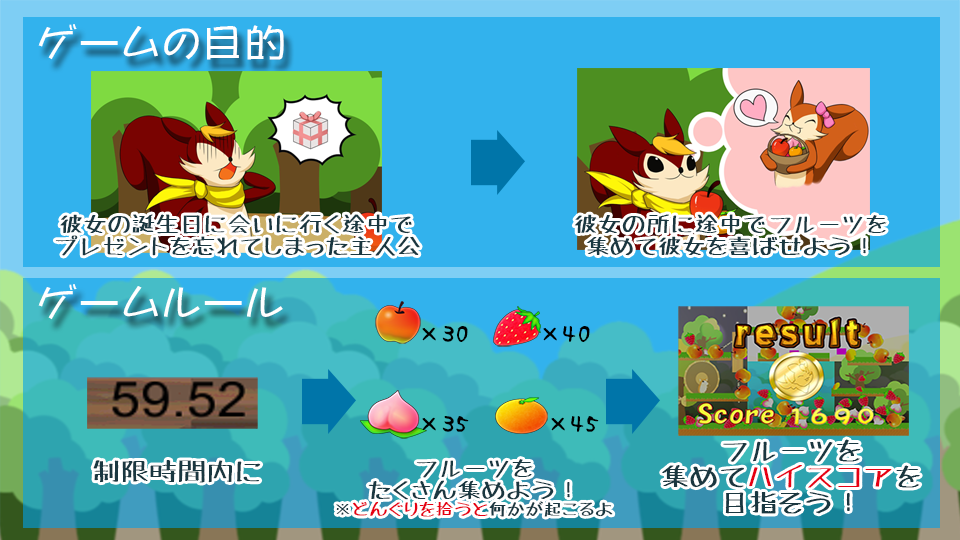 ゲームの目的
彼女の誕生日に会いに行く途中で
プレゼントを忘れてしまった主人公
彼女の所に途中でフルーツを
集めて彼女を喜ばせよう！
ゲームルール
59.52
制限時間内に
×30
×40
×35
×45
フルーツを
たくさん集めよう！
※どんぐりを拾うと何かが起こるよ
result
Score 1690
フルーツを
集めてハイスコアを
目指そう！